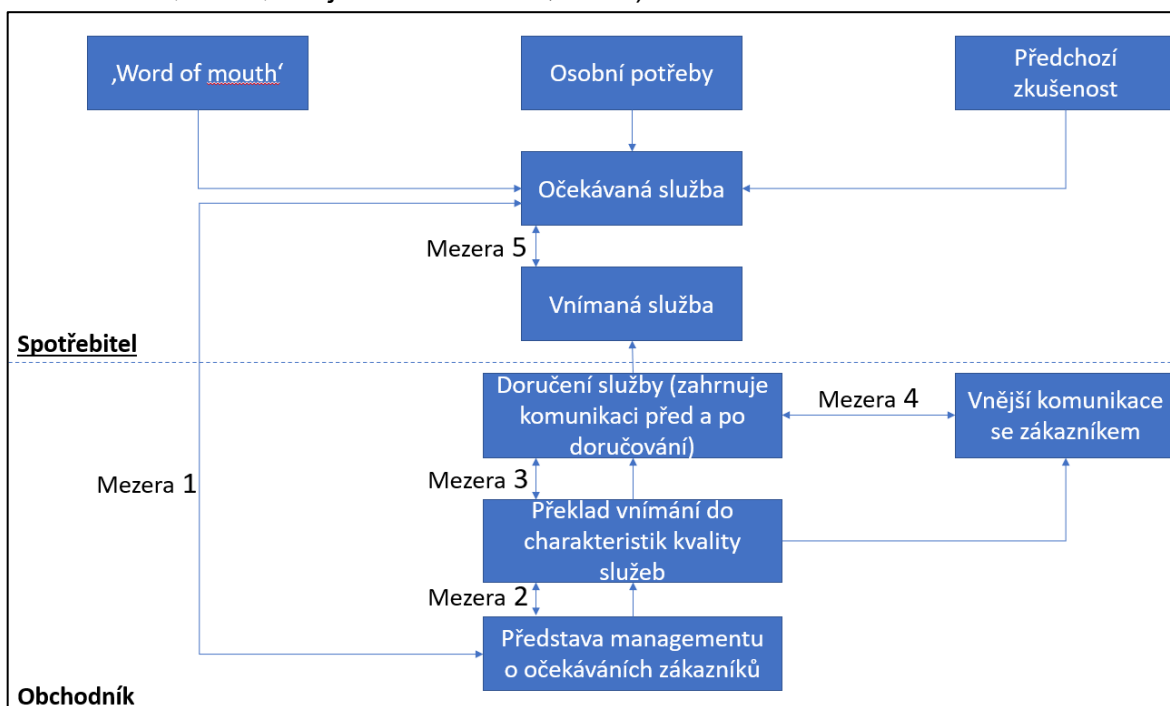 ‚Word of mouth‘
Osobní potřeby
Předchozí
zkušenost
Očekávaná služba
Mezera 5
Vnímaná služba
Spotřebitel
Doručení služby (zahrnuje
komunikaci před a po
doručování)
Mezera 4
Vnější komunikace
se zákazníkem
Mezera 1
Mezera 3
Překlad vnímání do
charakteristik kvality
služeb
Mezera 2
Představa managementu
o očekáváních zákazníků
Obchodník